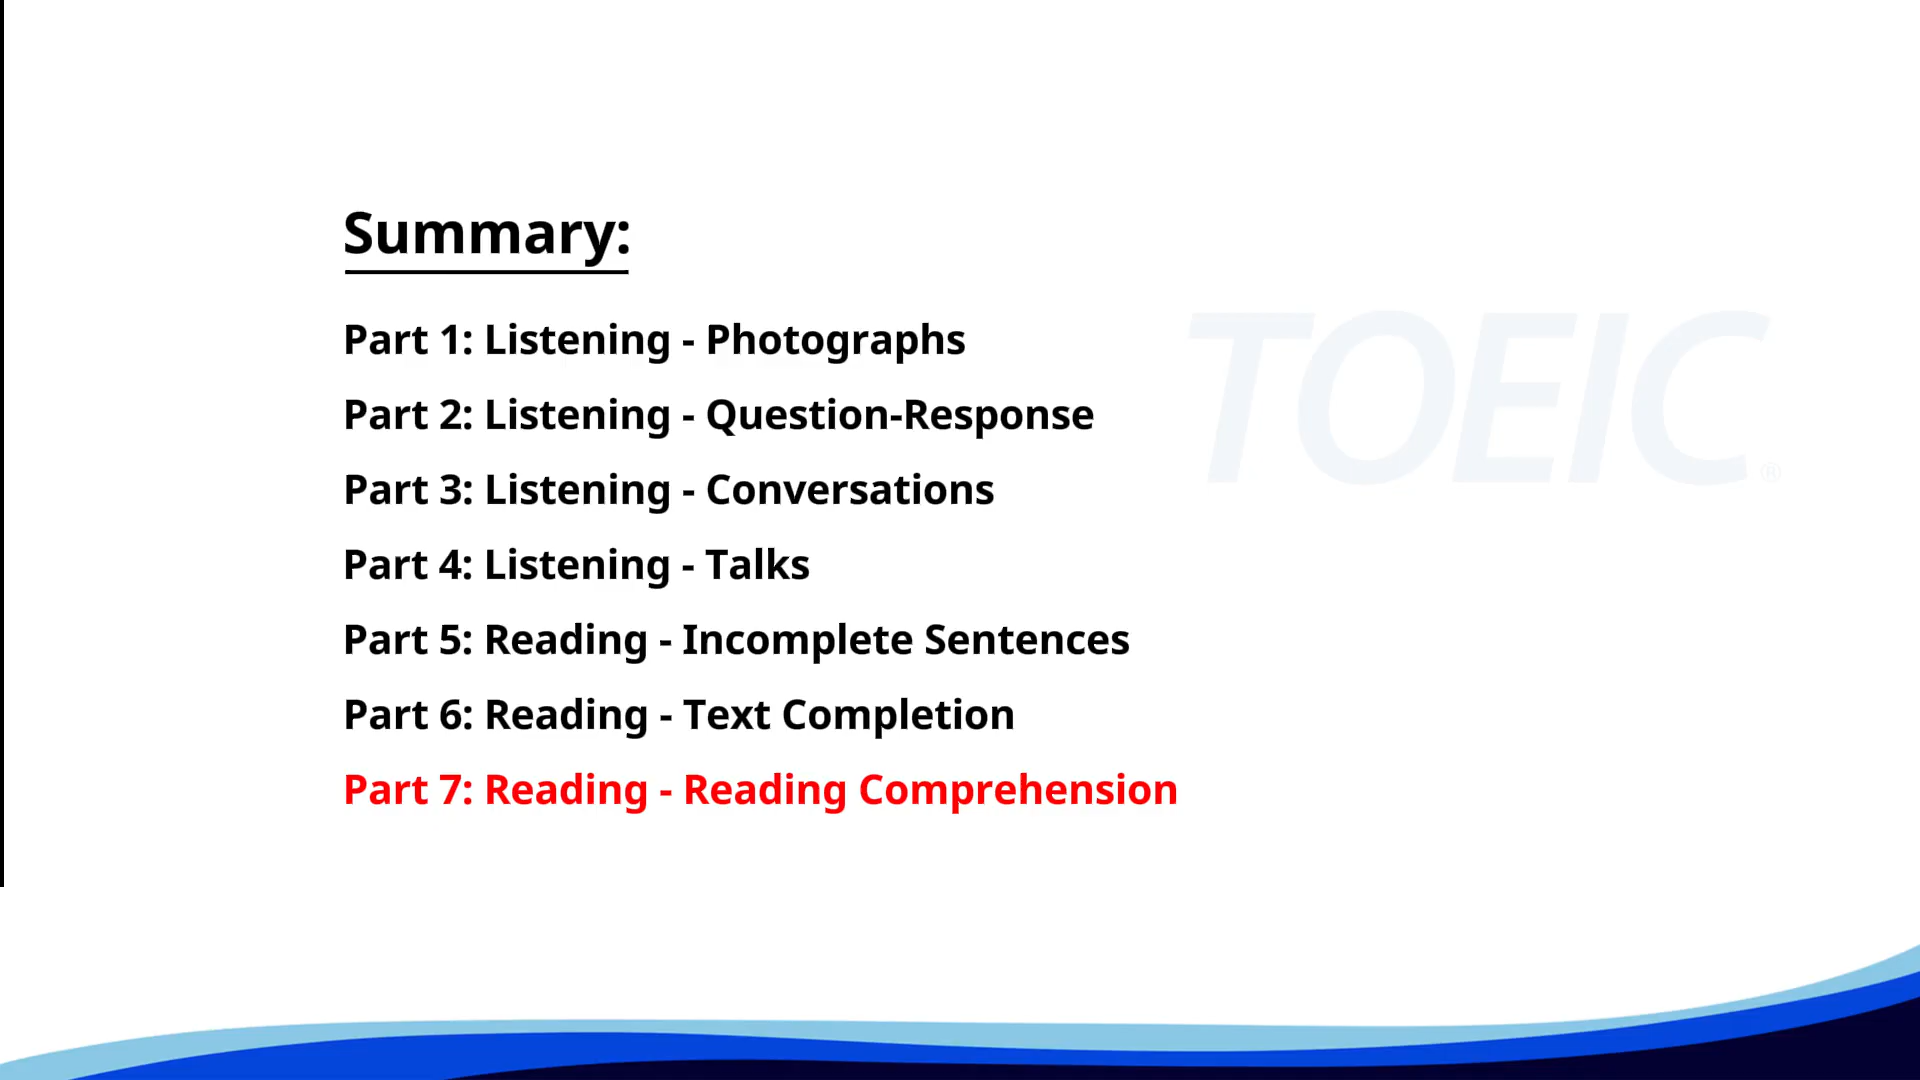 Summary:
Part 1: Listening - Photographs
Part 2: Listening - Question-Response
Part 3: Listening - Conversations
Part 4: Listening - Talks
Part 5: Reading - Incomplete Sentences
Part 6: Reading - Text Completion
Part 7: Reading - Reading Comprehension
TOEIC®